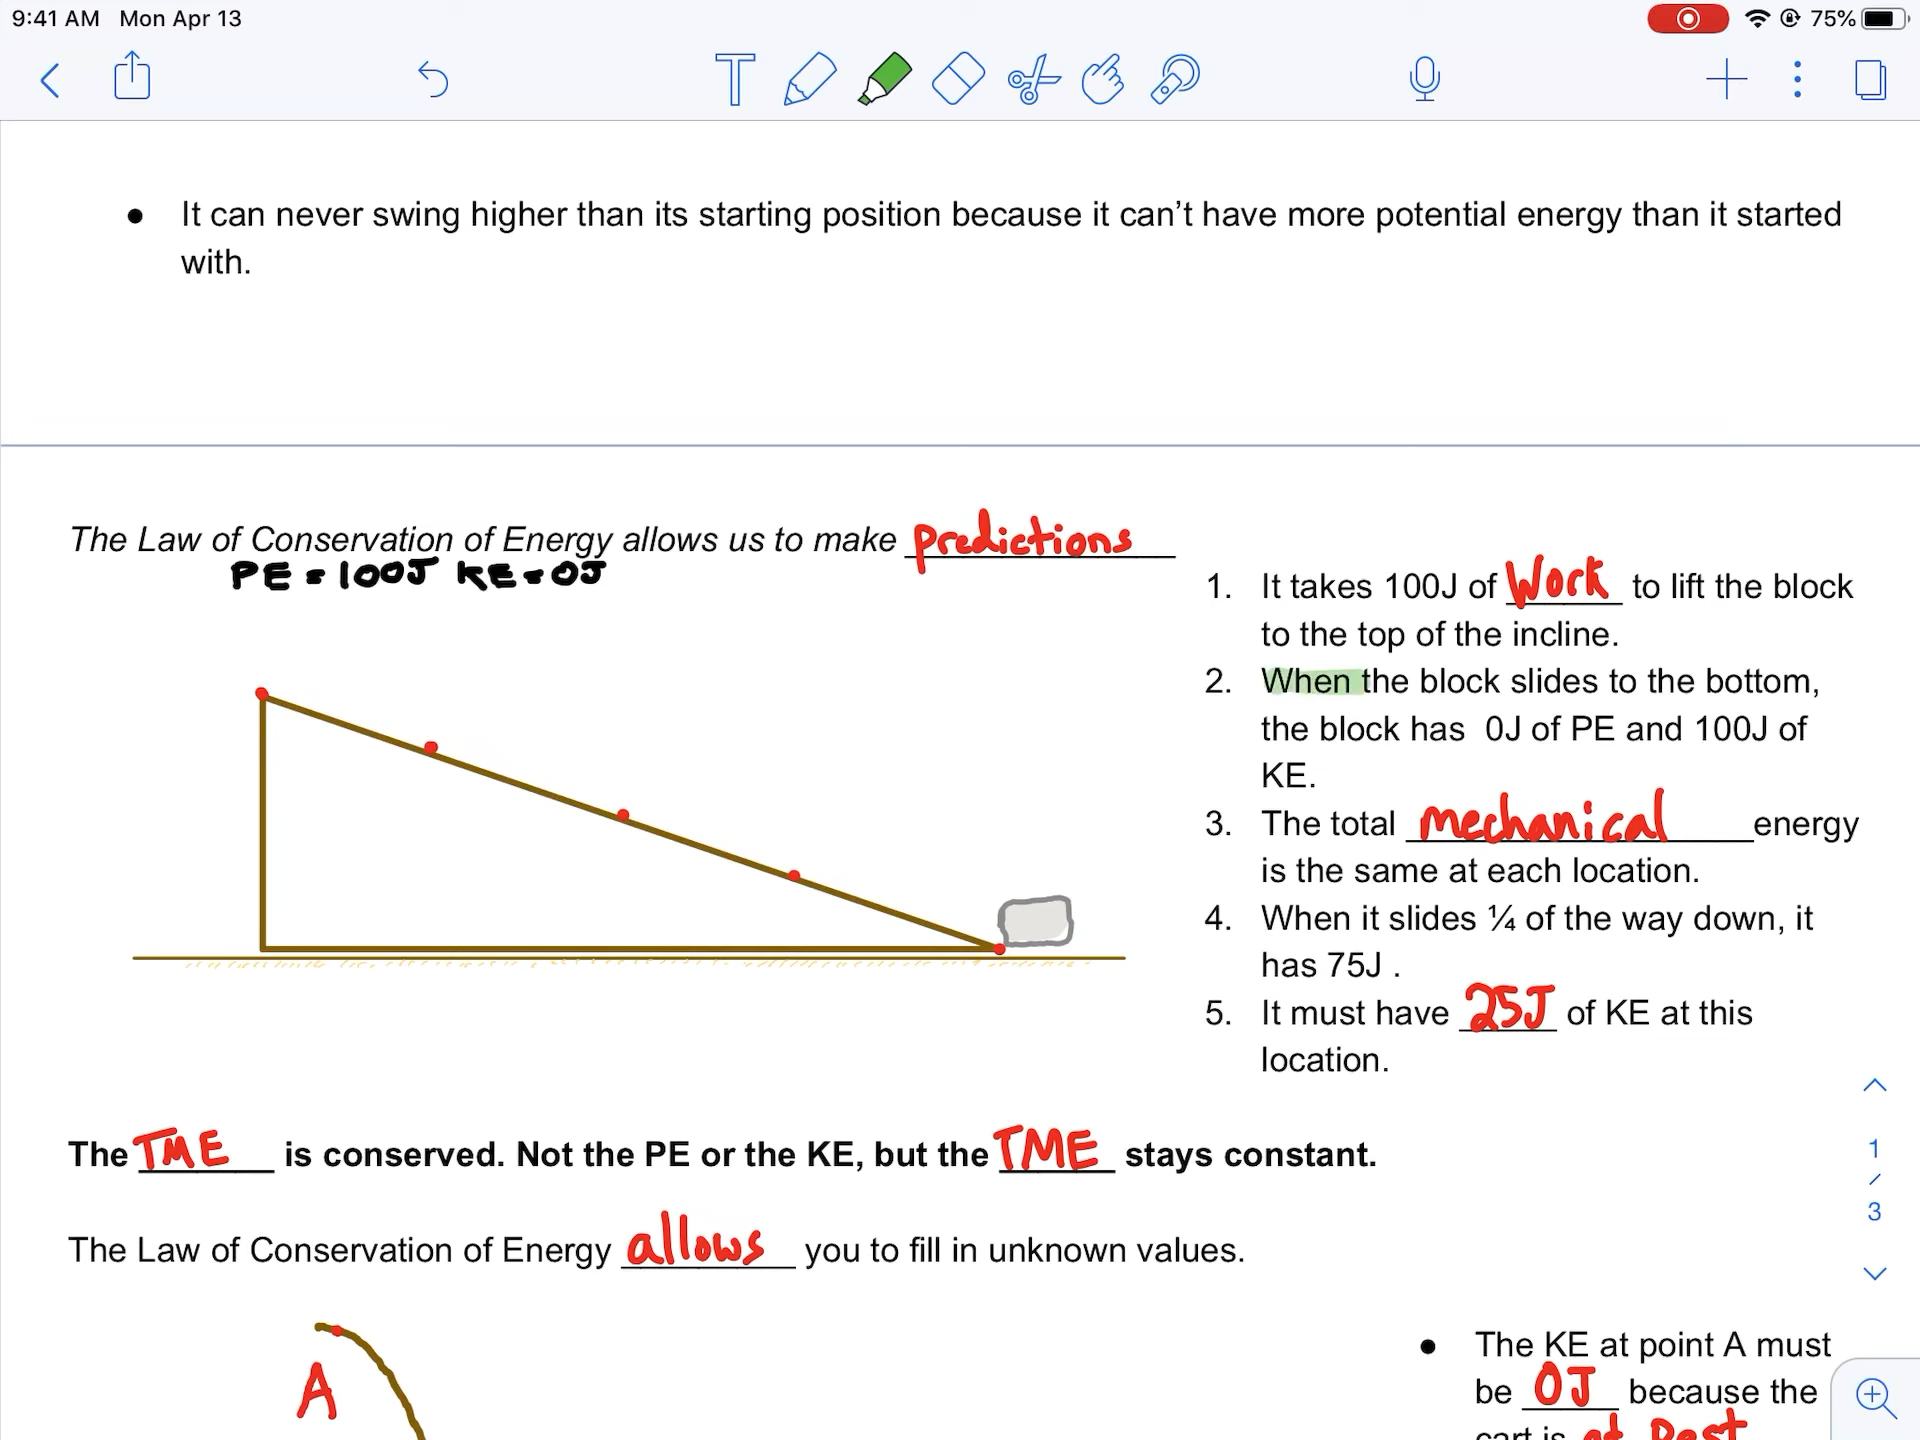 9:41 AM Mon Apr 13 75%
• It can never swing higher than its starting position because it can't have more potential energy than it started
with.
The Law of Conservation of Energy allows us to make predictions
PE = 100J KE = 0J
1. It takes 100J of Work to lift the block
to the top of the incline.
2. When the block slides to the bottom,
the block has 0J of PE and 100J of
KE.
3. The total mechanical energy
is the same at each location.
4. When it slides ¼ of the way down, it
has 75J .
5. It must have 25J of KE at this
location.
The TME is conserved. Not the PE or the KE, but the TME stays constant.
The Law of Conservation of Energy allows you to fill in unknown values.
1
/
3
A
• The KE at point A must
be 0J because the
cart is at Rest